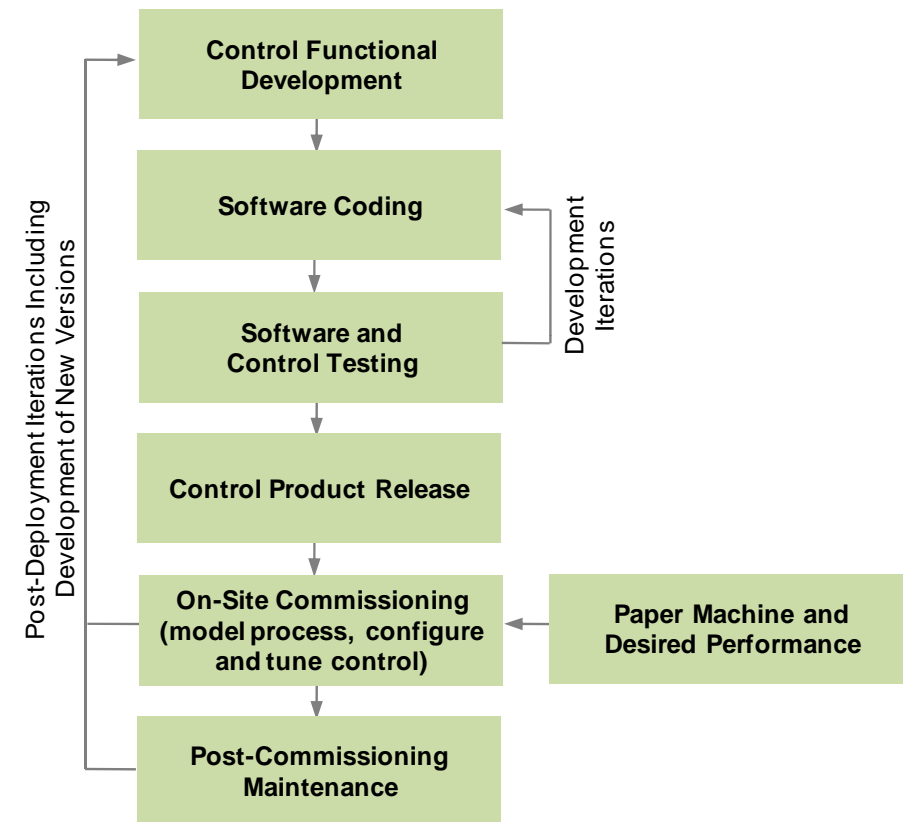 Control Functional
Development
Software Coding
Software and
Control Testing
Development
Iterations
Post-Deployment Iterations Including
Development of New Versions
Control Product Release
On-Site Commissioning
(model process, configure
and tune control)
Paper Machine and
Desired Performance
Post-Commissioning
Maintenance